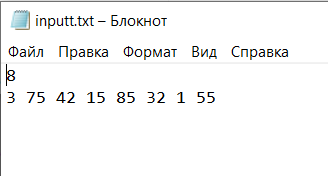 inputt.txt – Блокнот
Файл Правка Формат Вид Справка
8
3 75 42 15 85 32 1 55